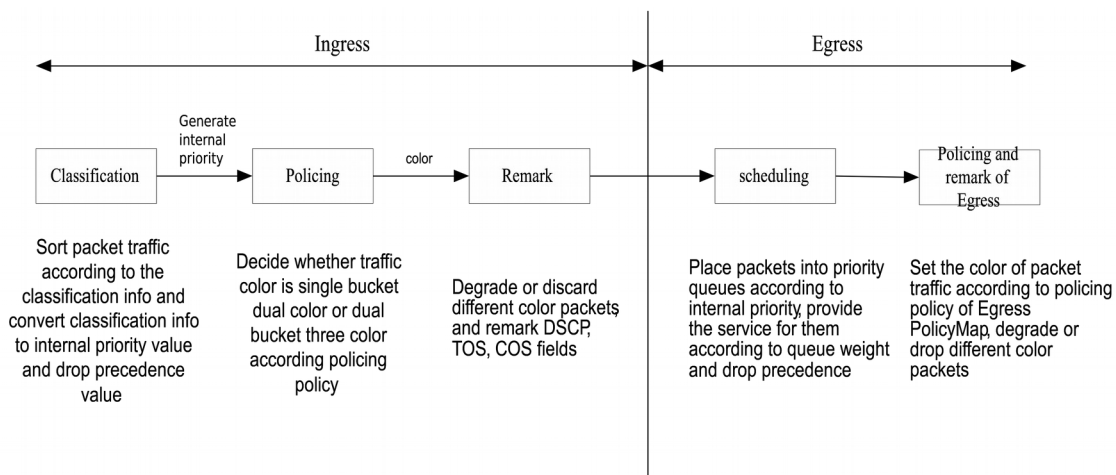 Ingress
Egress
Generate
internal
priority
color
Classification
Policing
Remark
scheduling
Policing and
remark of
Egress
Sort packet traffic
according to the
classification info and
convert classification info
to internal priority value
and drop precedence
value
Decide whether traffic
color is single bucket
dual color or dual
bucket three color
according policing
policy
Degrade or discard
different color packets
and remark DSCP,
TOS, COS fields
Place packets into priority
queues according to
internal priority, provide
the service for them
according to queue weight
and drop precedence
Set the color of packet
traffic according to policing
policy of Egress
PolicyMap, degrade or
drop different color
packets